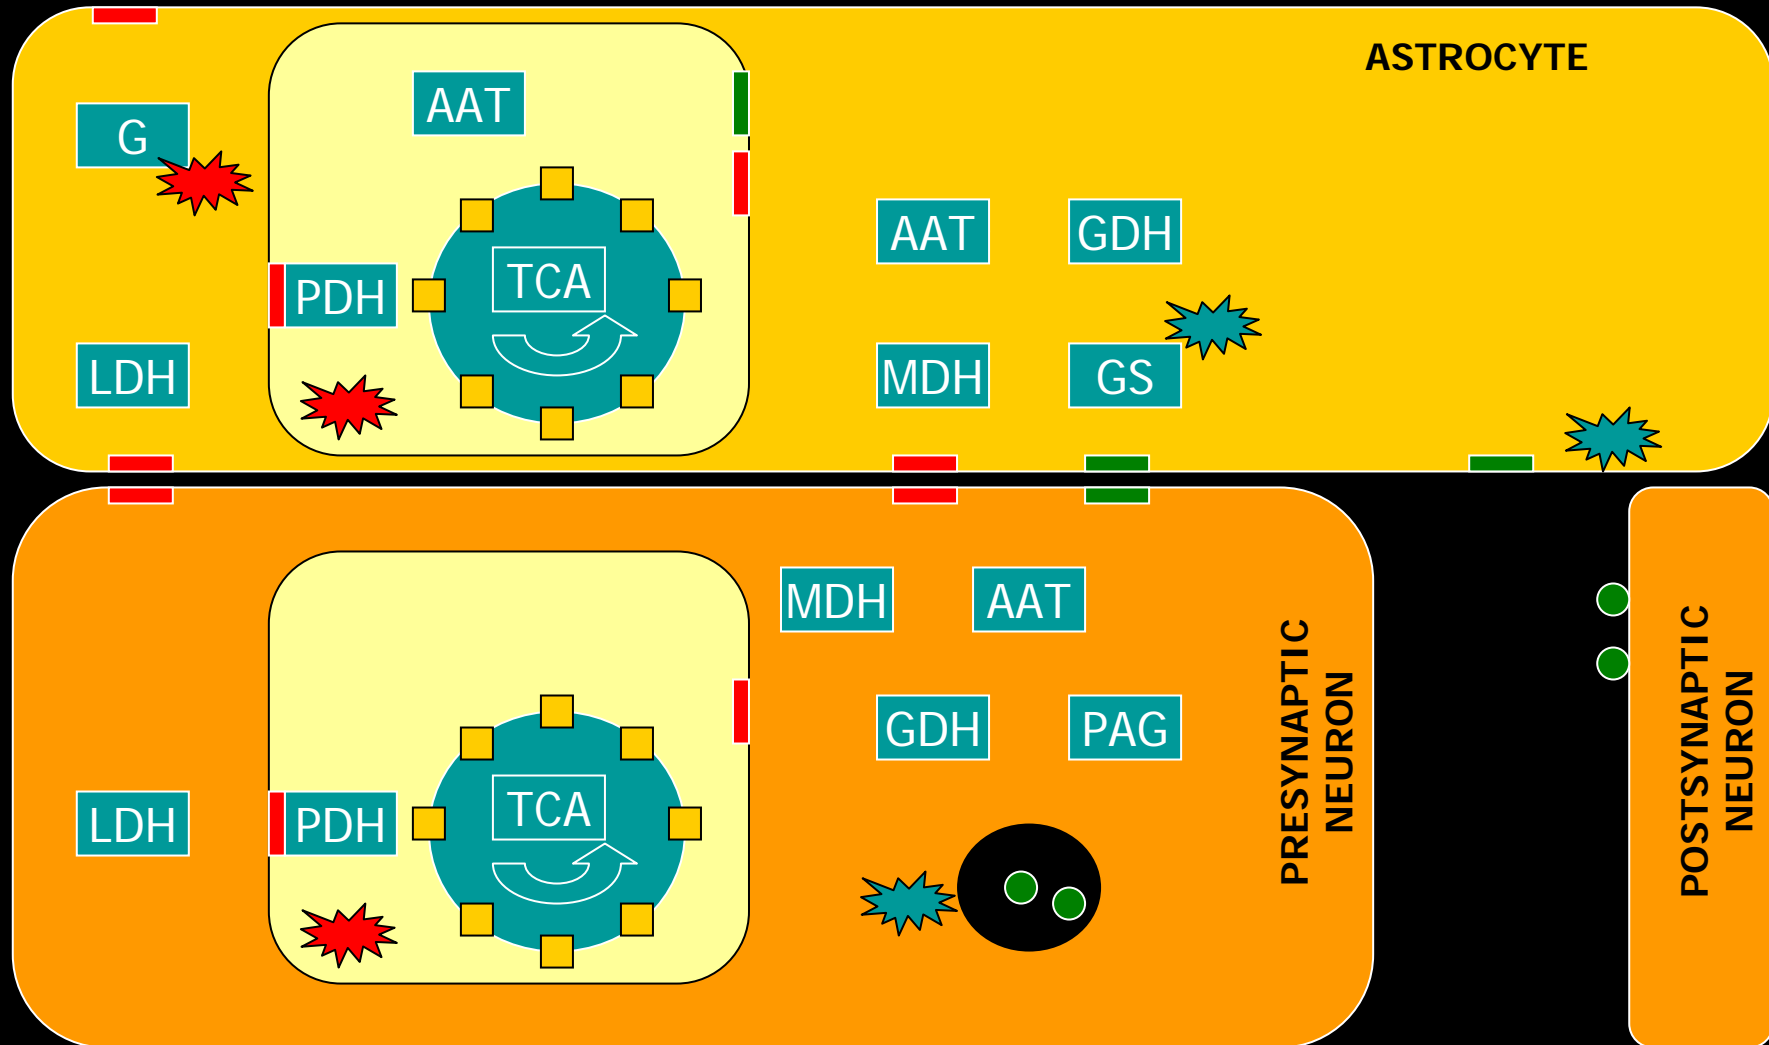 ASTROCYTE
AAT
G
AAT
GDH
TCA
PDH
LDH
MDH
GS
MDH
AAT
PRESYNAPTIC
NEURON
POSTSYNAPTIC
NEURON
GDH
PAG
TCA
LDH
PDH